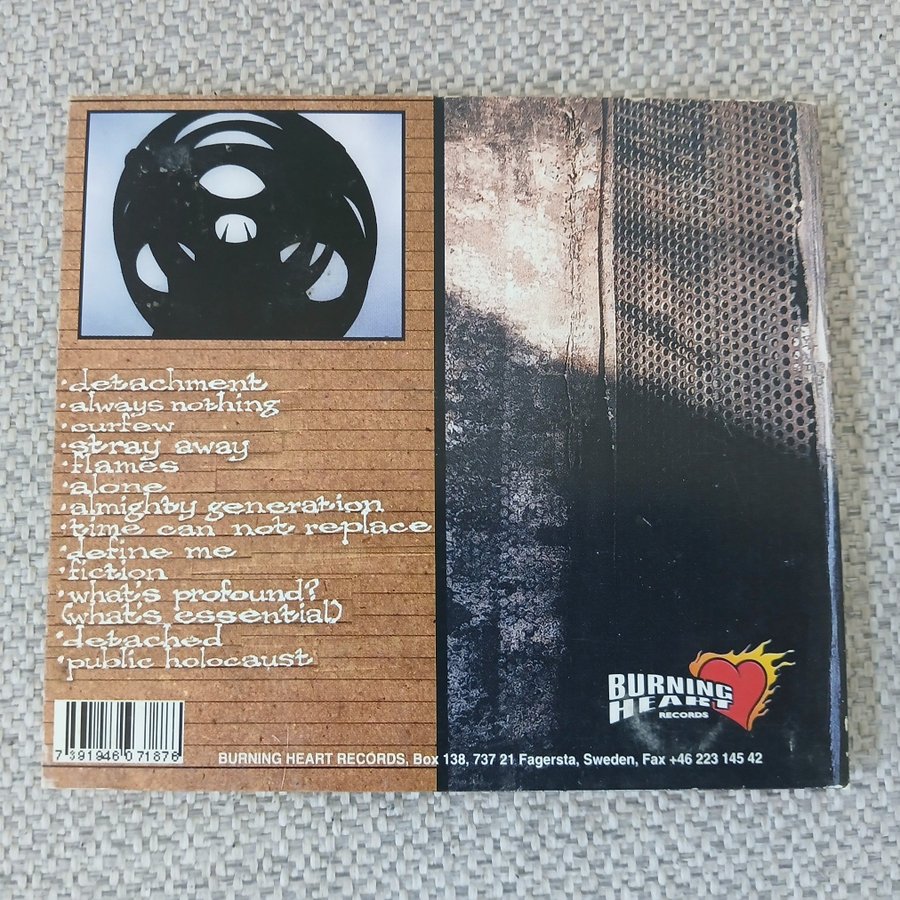 ·detachment
·always nothing
·curfew
·stray away
·flames
·alone
·almighty generation
·time can not replace
·define me
·fiction
·what's profound?
(what's essential)
·detached
·public holocaust
BURNING
HEART
RECORDS
7 391946 071876
BURNING HEART RECORDS, Box 138, 737 21 Fagersta, Sweden, Fax +46 223 145 42